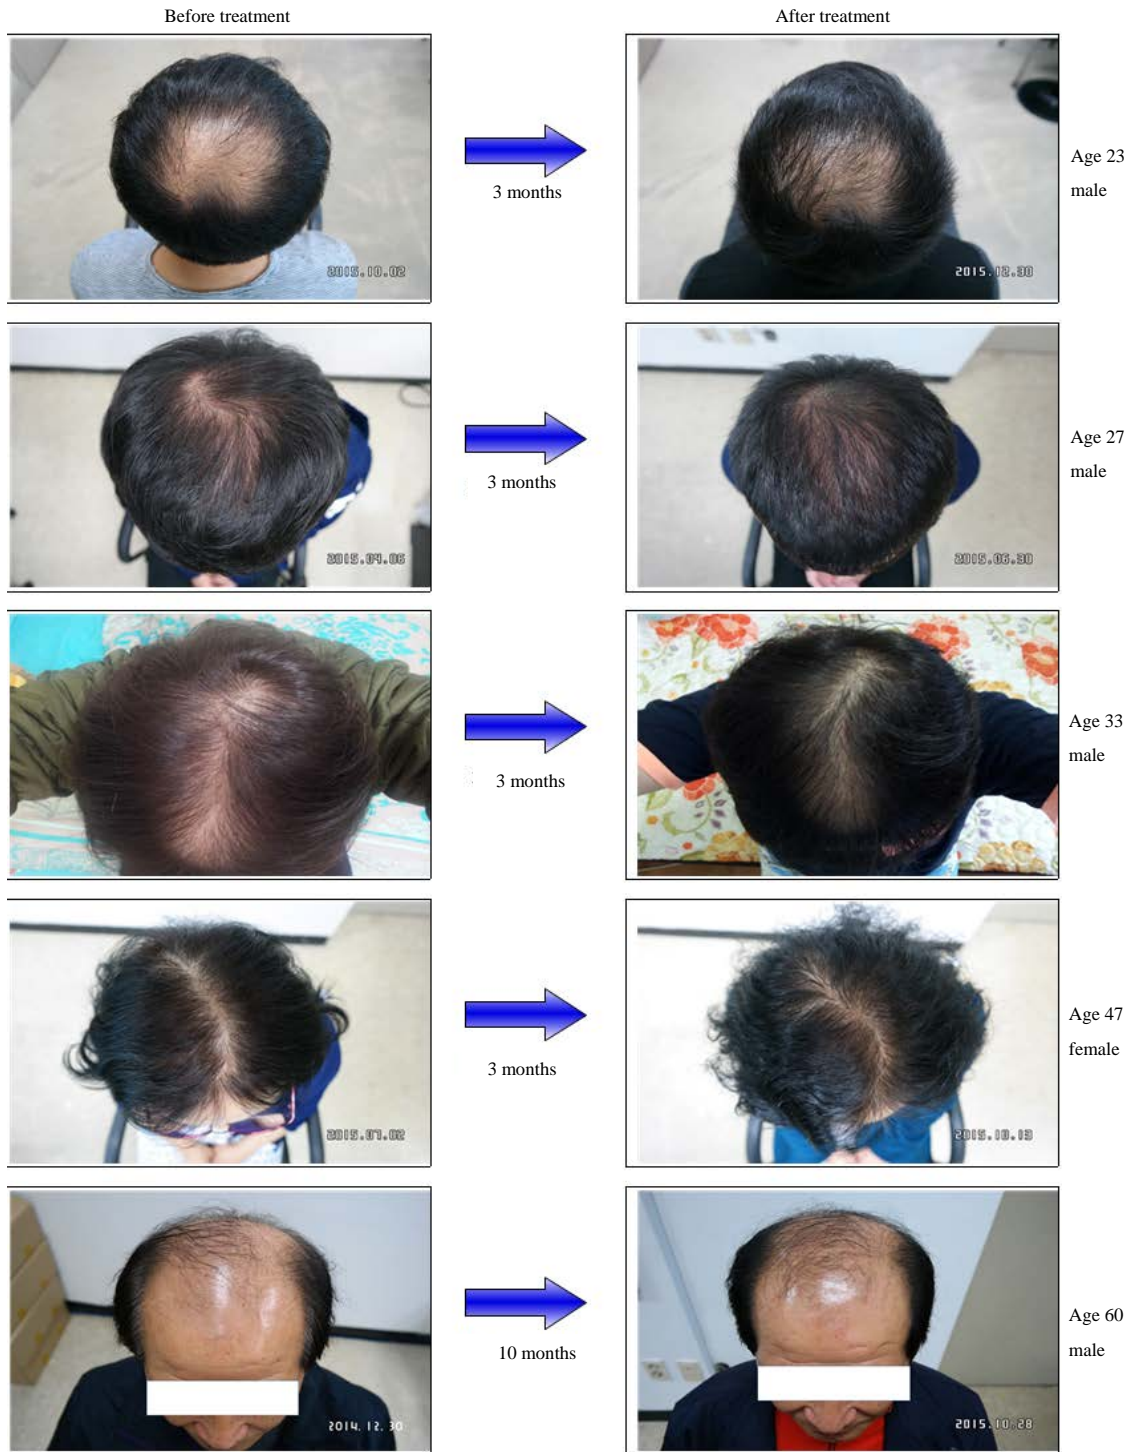 Before treatment
After treatment
2015.10.02
3 months
2015.12.30
Age 23
male
2015.04.06
3 months
2015.06.30
Age 27
male
3 months
Age 33
male
2015.07.02
3 months
2015.10.13
Age 47
female
2014.12.30
10 months
2015.10.28
Age 60
male